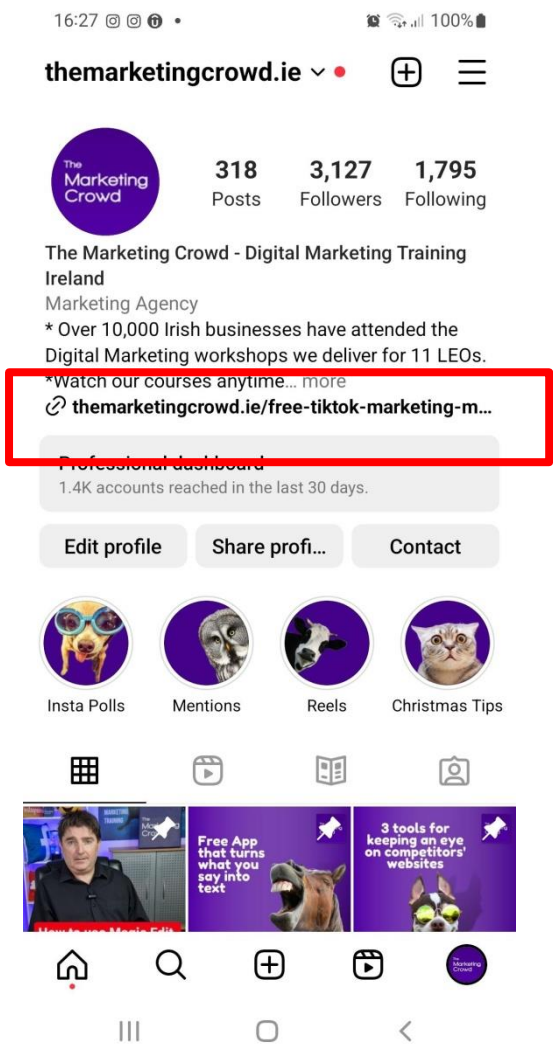 16:27
100%
themarketingcrowd.ie
The
Marketing
Crowd
318
Posts
3,127
Followers
1,795
Following
The Marketing Crowd - Digital Marketing Training
Ireland
Marketing Agency
* Over 10,000 Irish businesses have attended the
Digital Marketing workshops we deliver for 11 LEOs.
*Watch our courses anytime… more
themarketingcrowd.ie/free-tiktok-marketing-m...
Professional dashboard
1.4K accounts reached in the last 30 days.
Edit profile
Share profi...
Contact
Insta Polls
Mentions
Reels
Christmas Tips
MARKETING
TRAINING
The
How to use Magic Edit
Free App
that turns
what you
say into
text
3 tools for
keeping an eye
on competitors'
websites
The
Marketing
Crowd